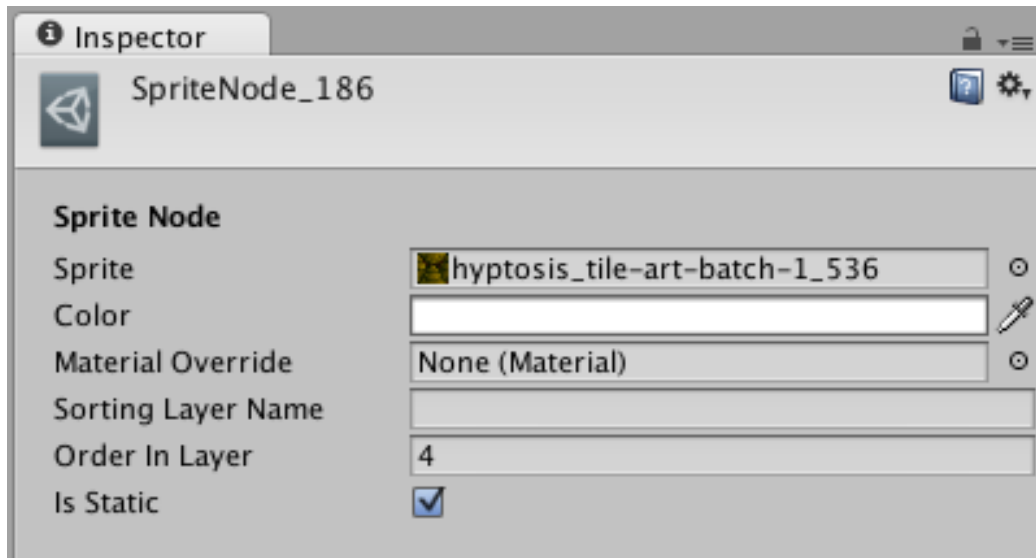 Inspector
SpriteNode_186
Sprite Node
Sprite hyptosis_tile-art-batch-1_536
Color
Material Override None (Material)
Sorting Layer Name
Order In Layer 4
Is Static